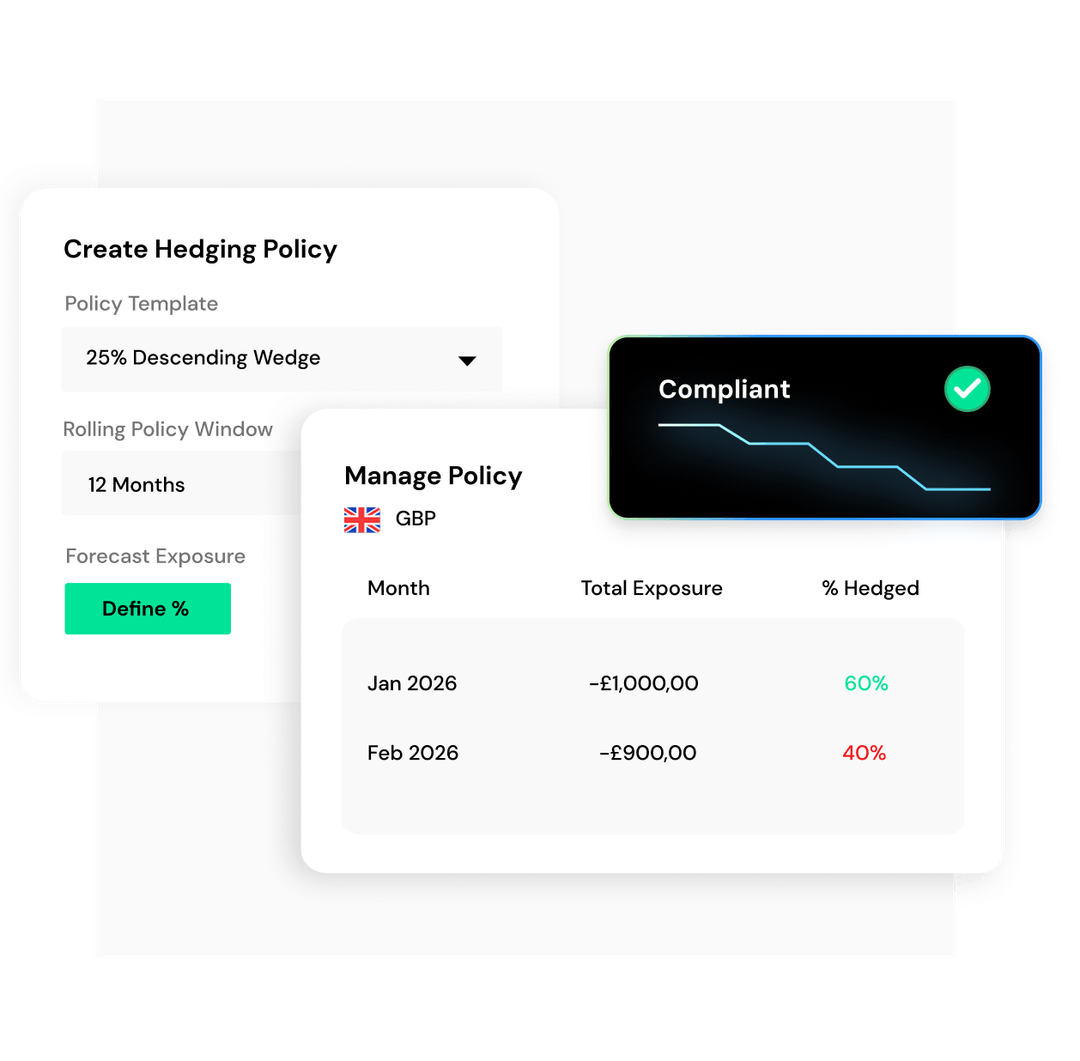 Create Hedging Policy
Policy Template
25% Descending Wedge
Rolling Policy Window
12 Months
Forecast Exposure
Define %
Compliant
Manage Policy
GBP
Month Total Exposure % Hedged
Jan 2026 -£1,000,00 60%
Feb 2026 -£900,00 40%